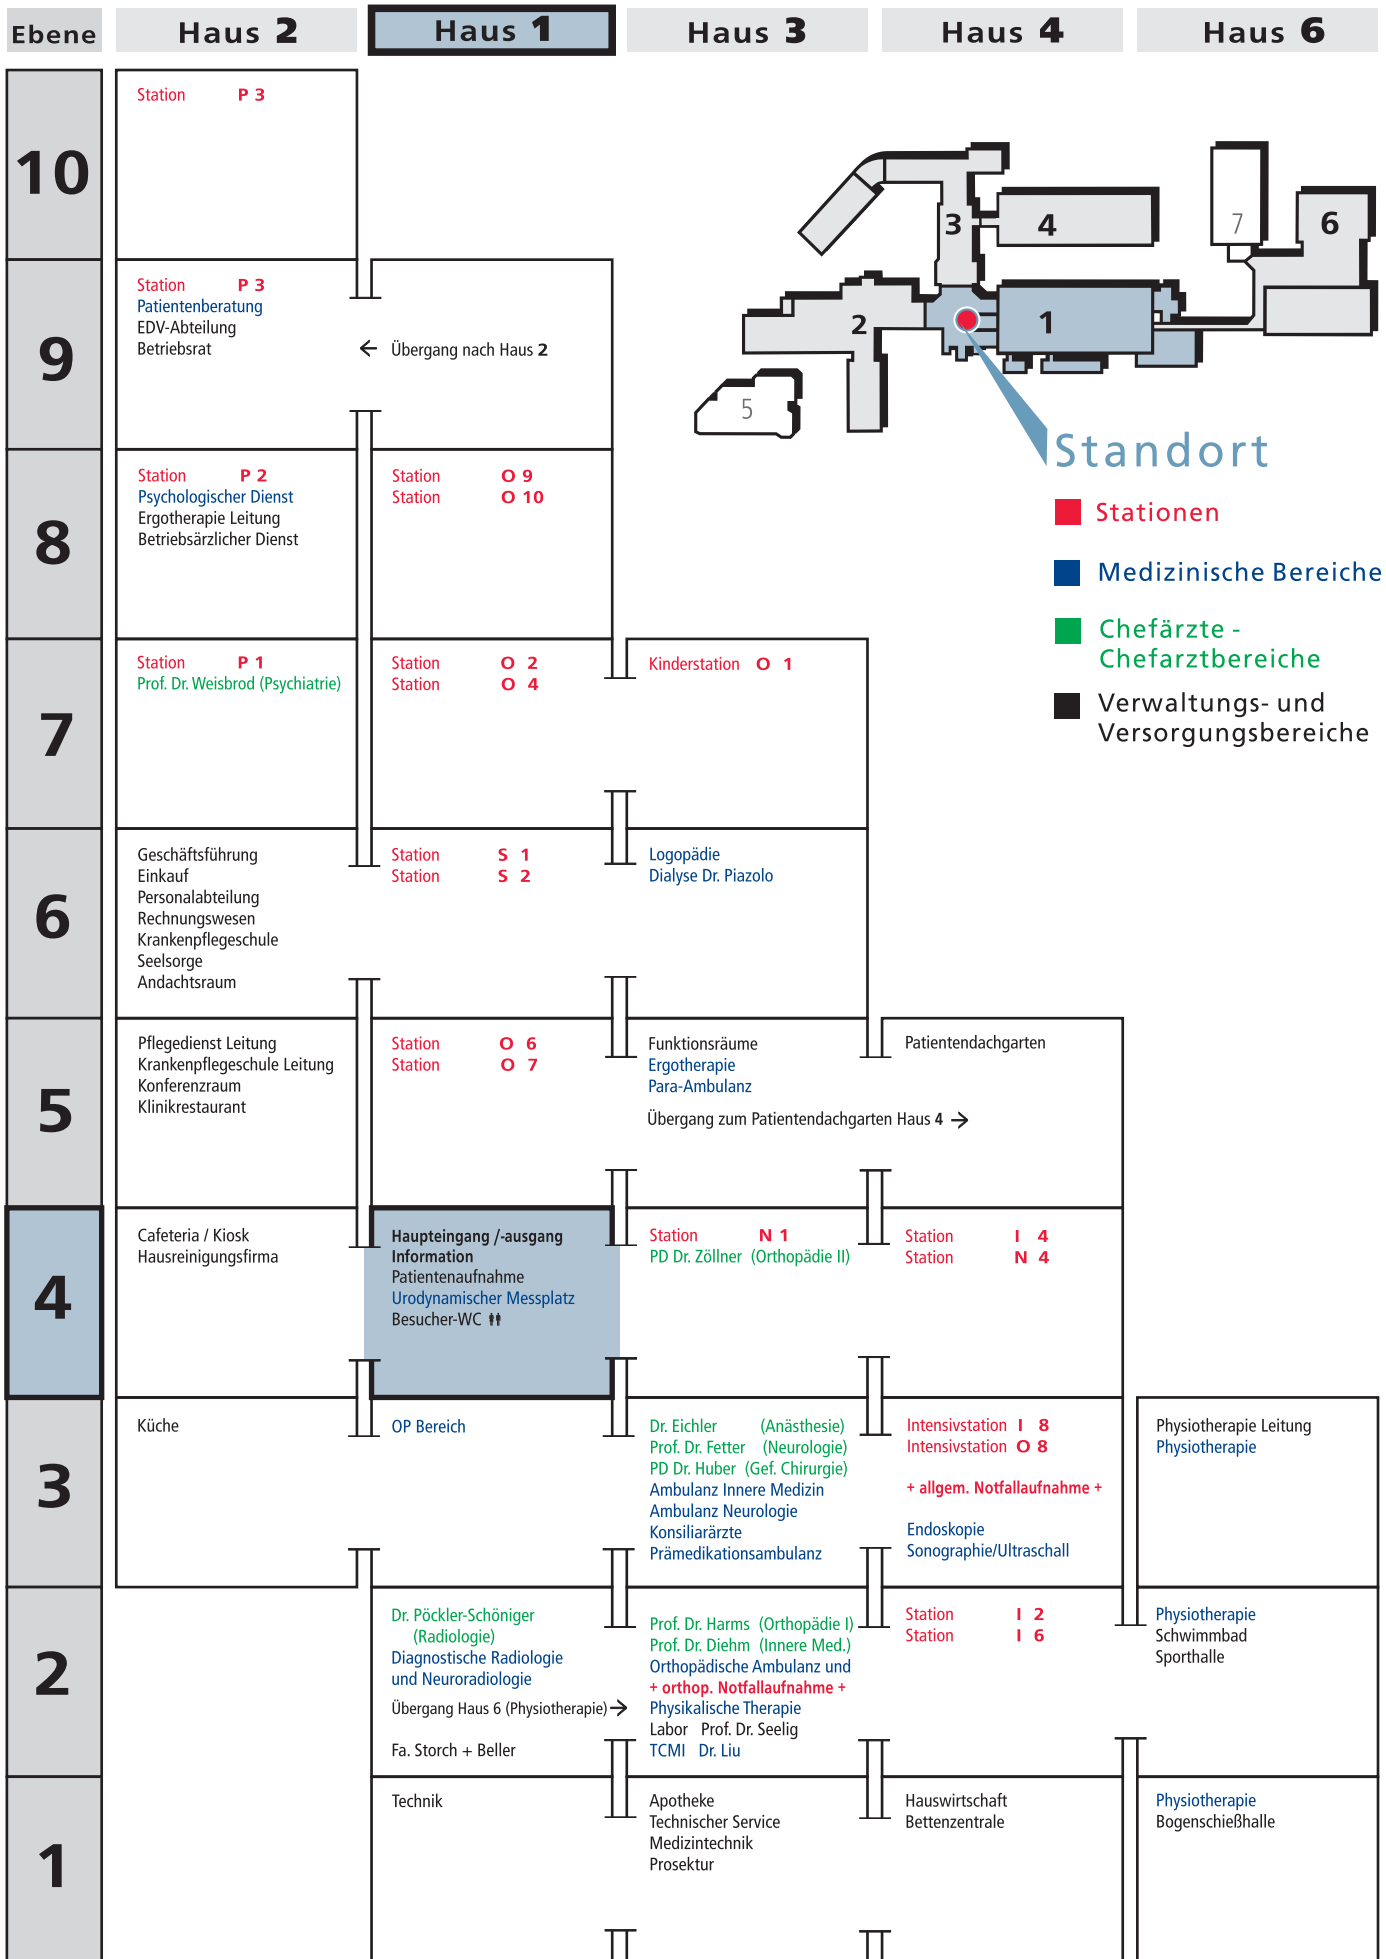 Ebene
Haus 2
Haus 1
Haus 3
Haus 4
Haus 6
10
Station P 3
3
4
7
6
2
1
5
Standort
Stationen
Medizinische Bereiche
Chefärzte -
Chefarztbereiche
Verwaltungs- und
Versorgungsbereiche
9
Station P 3
Patientenberatung
EDV-Abteilung
Betriebsrat
← Übergang nach Haus 2
8
Station P 2
Psychologischer Dienst
Ergotherapie Leitung
Betriebsärzlicher Dienst
Station O 9
Station O 10
7
Station P 1
Prof. Dr. Weisbrod (Psychiatrie)
Station O 2
Station O 4
Kinderstation O 1
6
Geschäftsführung
Einkauf
Personalabteilung
Rechnungswesen
Krankenpflegeschule
Seelsorge
Andachtsraum
Station S 1
Station S 2
Logopädie
Dialyse Dr. Piazolo
5
Pflegedienst Leitung
Krankenpflegeschule Leitung
Konferenzraum
Klinikrestaurant
Station O 6
Station O 7
Funktionsräume
Ergotherapie
Para-Ambulanz
Übergang zum Patientendachgarten Haus 4 →
Patientendachgarten
4
Cafeteria / Kiosk
Hausreinigungsfirma
Haupteingang /-ausgang
Information
Patientenaufnahme
Urodynamischer Messplatz
Besucher-WC
Station N 1
PD Dr. Zöllner (Orthopädie II)
Station I 4
Station N 4
3
Küche
OP Bereich
Dr. Eichler (Anästhesie)
Prof. Dr. Fetter (Neurologie)
PD Dr. Huber (Gef. Chirurgie)
Ambulanz Innere Medizin
Ambulanz Neurologie
Konsiliarärzte
Prämedikationsambulanz
Intensivstation I 8
Intensivstation O 8
+ allgem. Notfallaufnahme +
Endoskopie
Sonographie/Ultraschall
Physiotherapie Leitung
Physiotherapie
2
Dr. Pöckler-Schöniger
(Radiologie)
Diagnostische Radiologie
und Neuroradiologie
Übergang Haus 6 (Physiotherapie) →
Fa. Storch + Beller
Prof. Dr. Harms (Orthopädie I)
Prof. Dr. Diehm (Innere Med.)
Orthopädische Ambulanz und
+ orthop. Notfallaufnahme +
Physikalische Therapie
Labor Prof. Dr. Seelig
TCMI Dr. Liu
Station I 2
Station I 6
Physiotherapie
Schwimmbad
Sporthalle
1
Technik
Apotheke
Technischer Service
Medizintechnik
Prosektur
Hauswirtschaft
Bettenzentrale
Physiotherapie
Bogenschießhalle